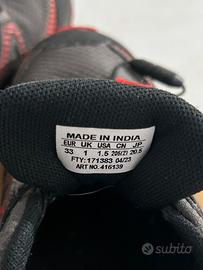 MADE IN INDIA
EUR UK USA CN JP
33 1 1.5 205(2) 20.5
FTY:171383 04/23
ART NO.416139
subito